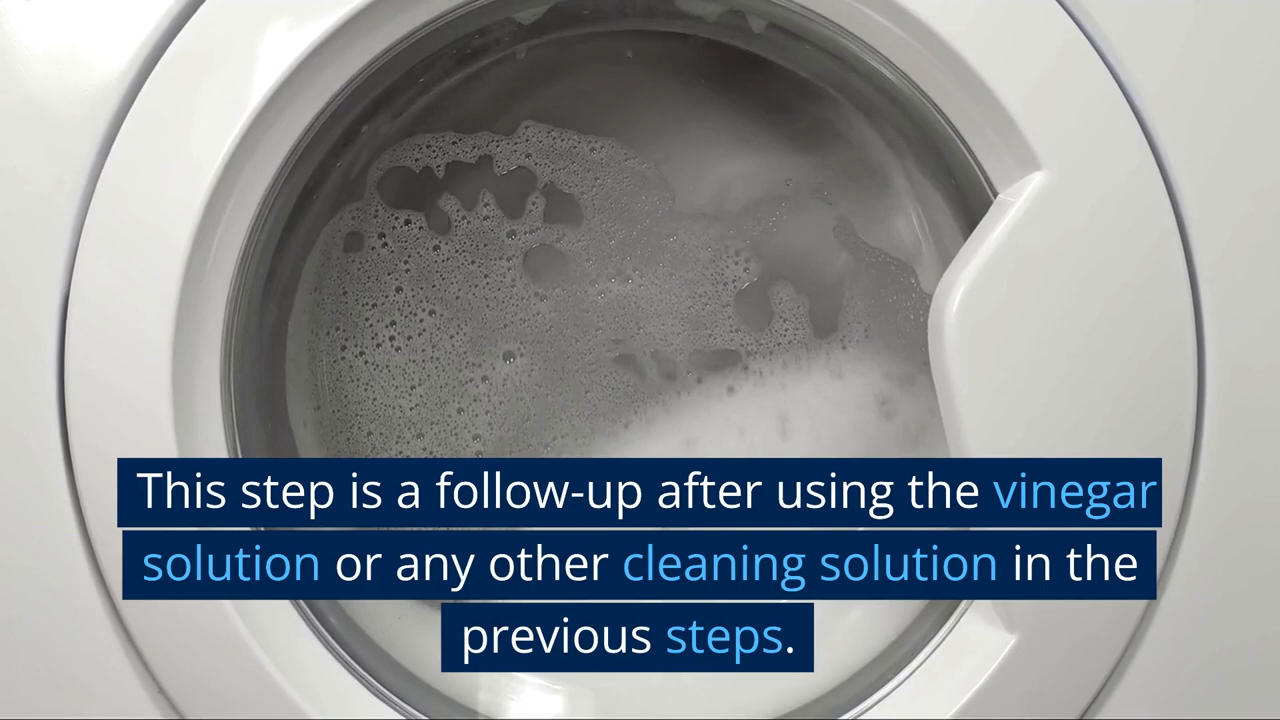 This step is a follow-up after using the vinegar
solution or any other cleaning solution in the
previous steps.